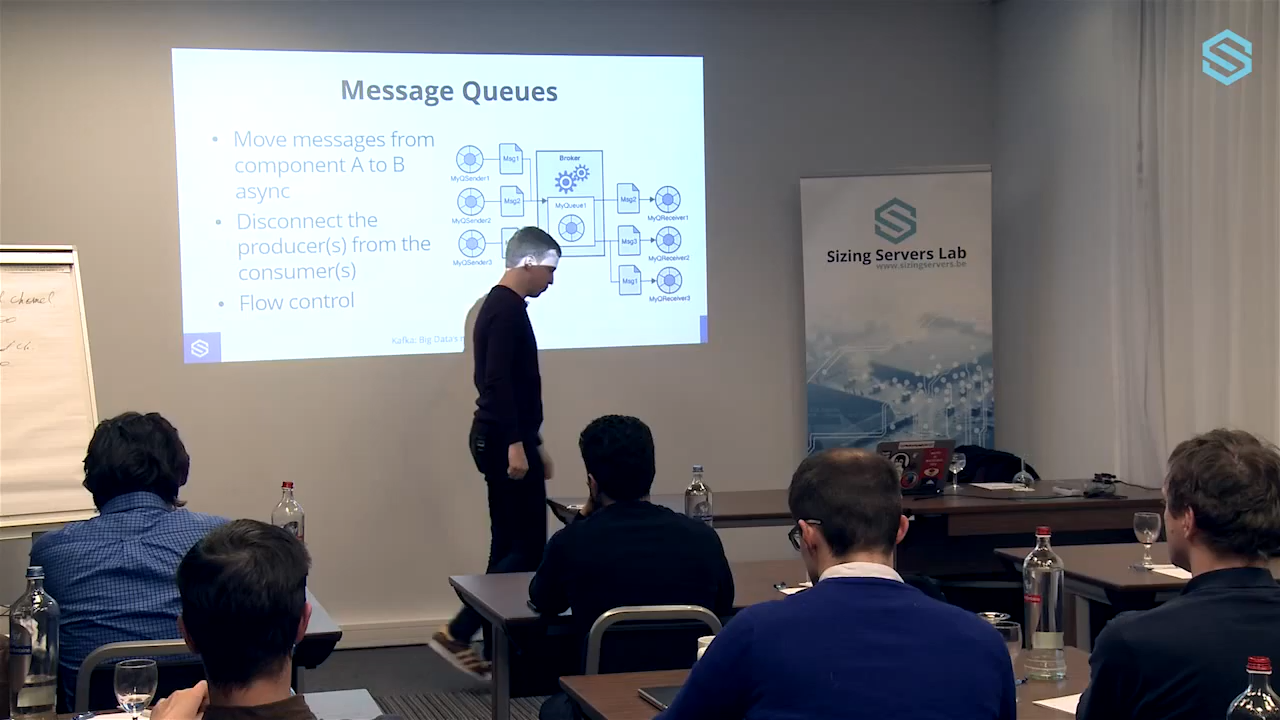 Message Queues
• Move messages from
component A to B
async
• Disconnect the
producer(s) from the
consumer(s)
• Flow control
MyQSender1
Msg1
MyQSender2
Msg2
MyQSender3
Broker
MyQueue1
Msg2
MyQReceiver1
Msg3
MyQReceiver2
Msg1
MyQReceiver3
Kafka: Big Data's
Sizing Servers Lab
www.sizingservers.be